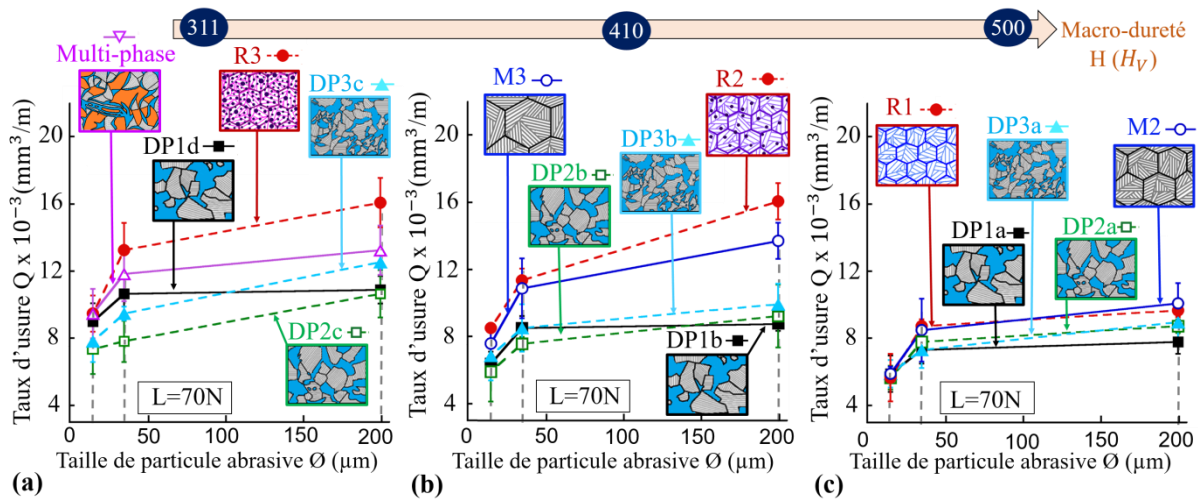 311
410
500
Macro-dureté
H (H_V)
Multi-phase
R3
DP3c
DP1d
DP2c
L=70N
Taux d'usure Q x 10⁻³ (mm³/m)
22
20
16
12
8
4
0
50
100
150
200
Taille de particule abrasive Ø (µm)
(a)
M3
R2
DP3b
DP2b
DP1b
L=70N
Taux d'usure Q x 10⁻³ (mm³/m)
20
16
12
8
4
0
50
100
150
200
Taille de particule abrasive Ø (µm)
(b)
R1
DP3a
M2
DP1a
DP2a
L=70N
Taux d'usure Q x 10⁻³ (mm³/m)
20
16
12
8
4
0
50
100
150
200
Taille de particule abrasive Ø (µm)
(c)